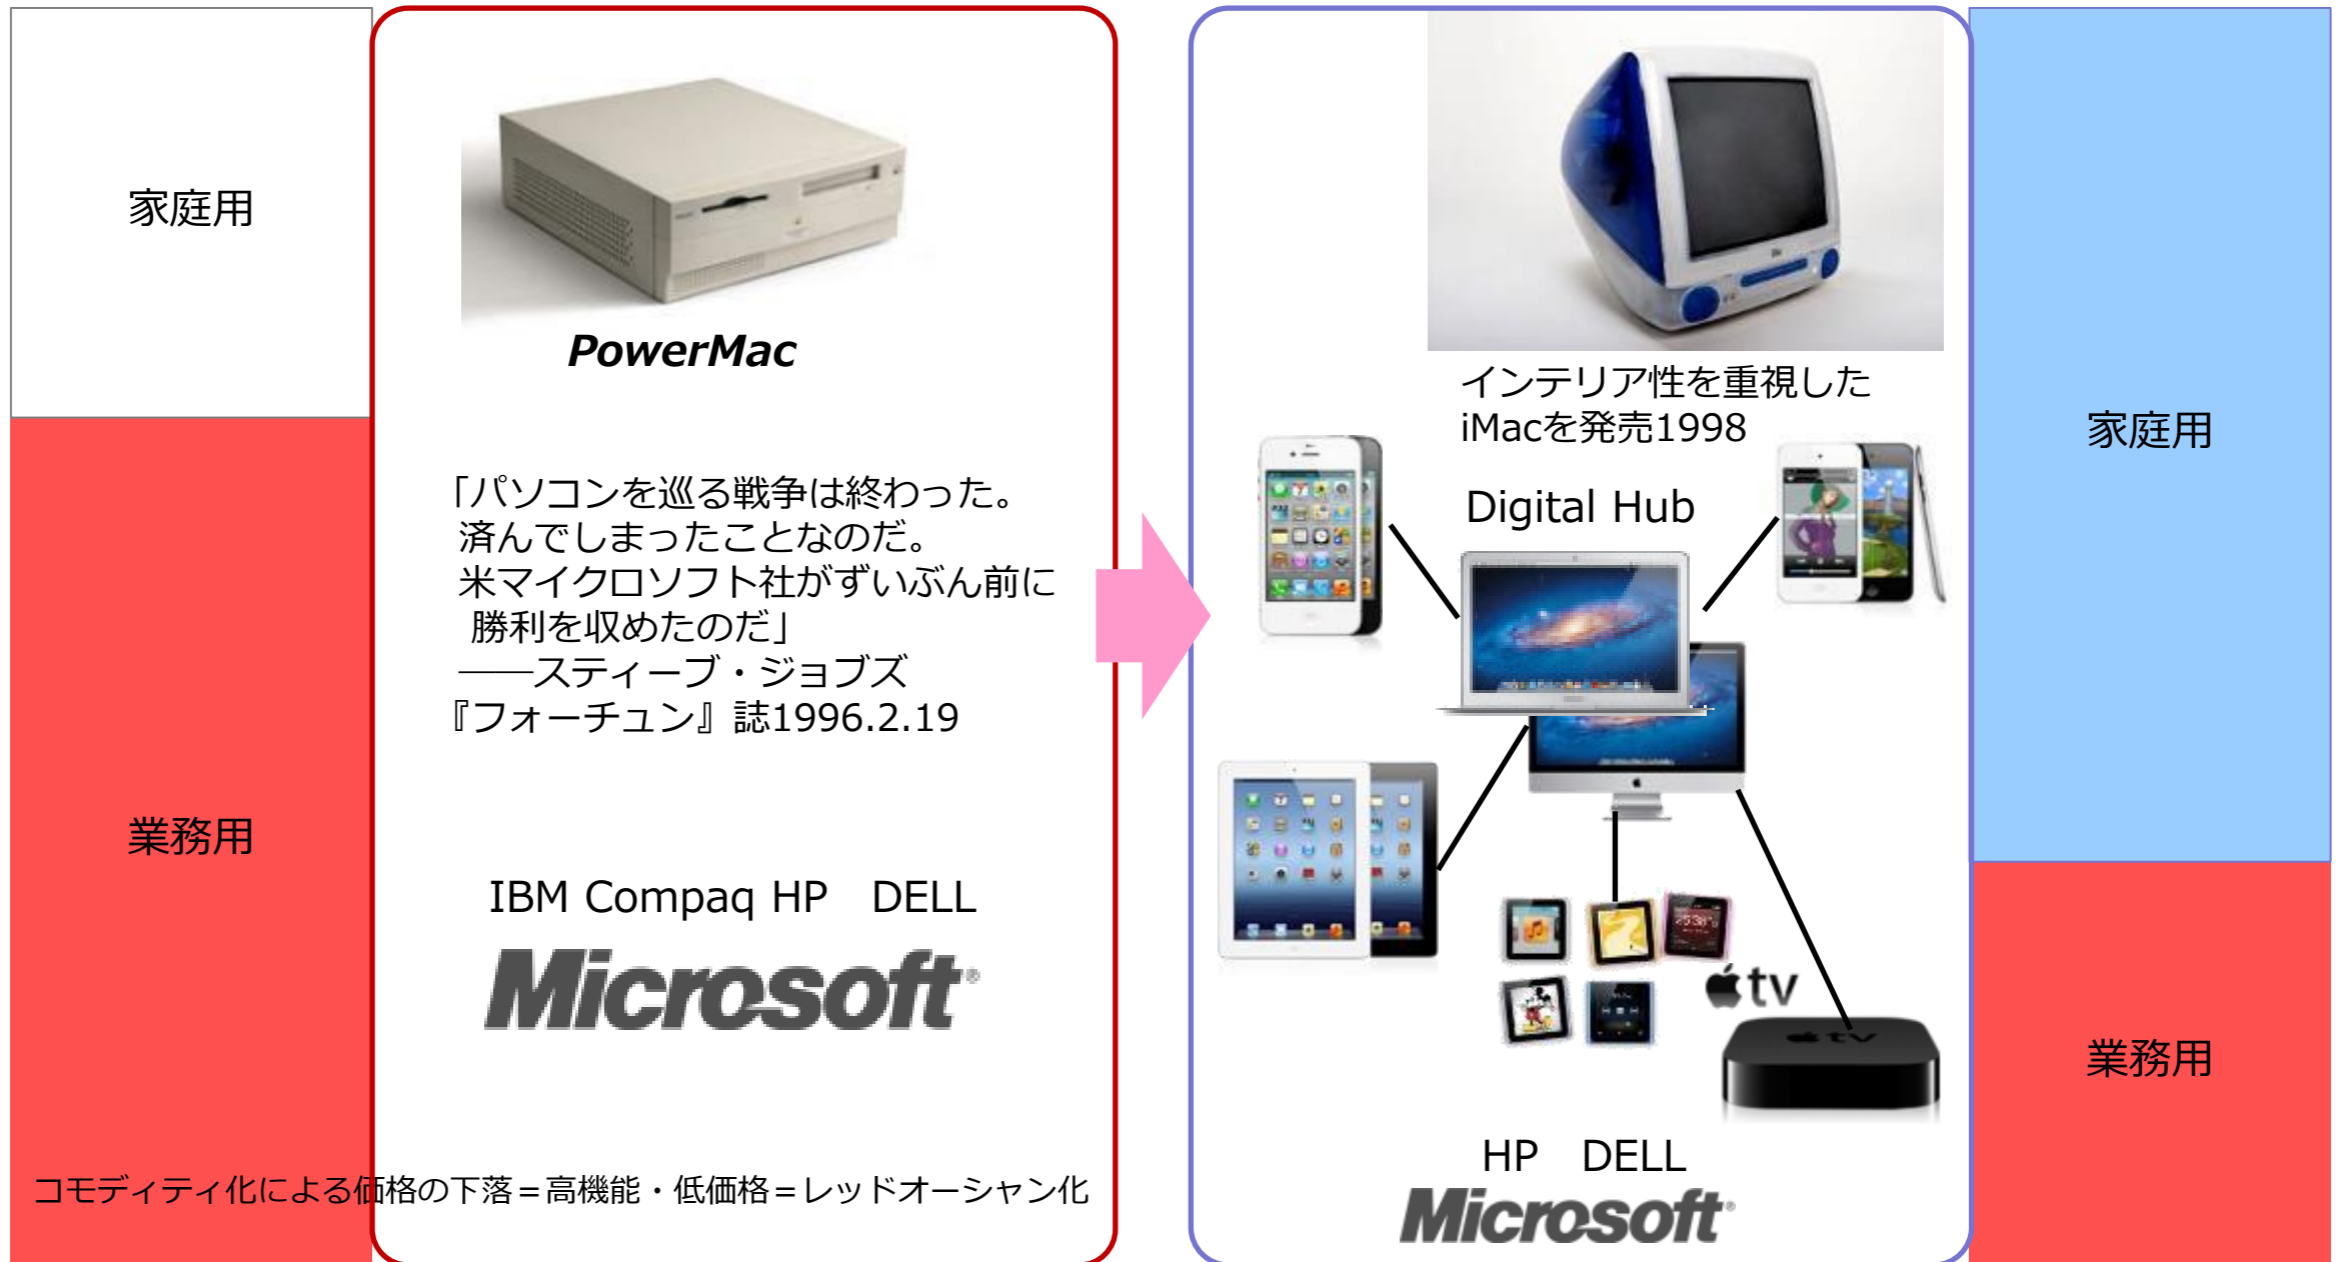 家庭用
業務用
PowerMac
「パソコンを巡る戦争は終わった。
済んでしまったことなのだ。
米マイクロソフト社がずいぶん前に
勝利を収めたのだ」
――スティーブ・ジョブズ
『フォーチュン』誌1996.2.19
IBM Compaq HP　DELL
Microsoft®
コモディティ化による価格の下落＝高機能・低価格＝レッドオーシャン化
インテリア性を重視した
iMacを発売1998
Digital Hub
tv
tv
HP　DELL
Microsoft®
家庭用
業務用